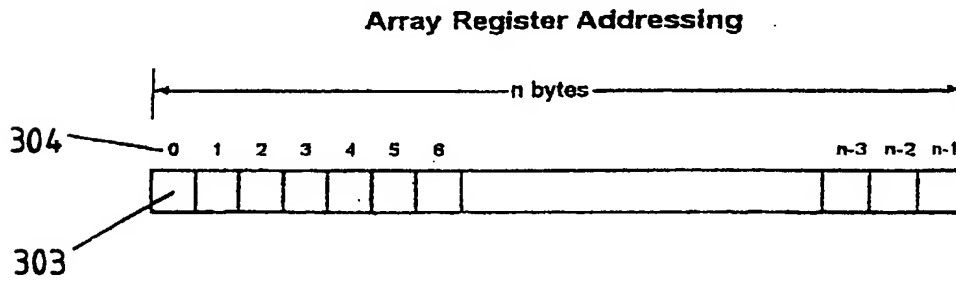 Array Register Addressing
n bytes
304 0 1 2 3 4 5 6 n-3 n-2 n-1
303